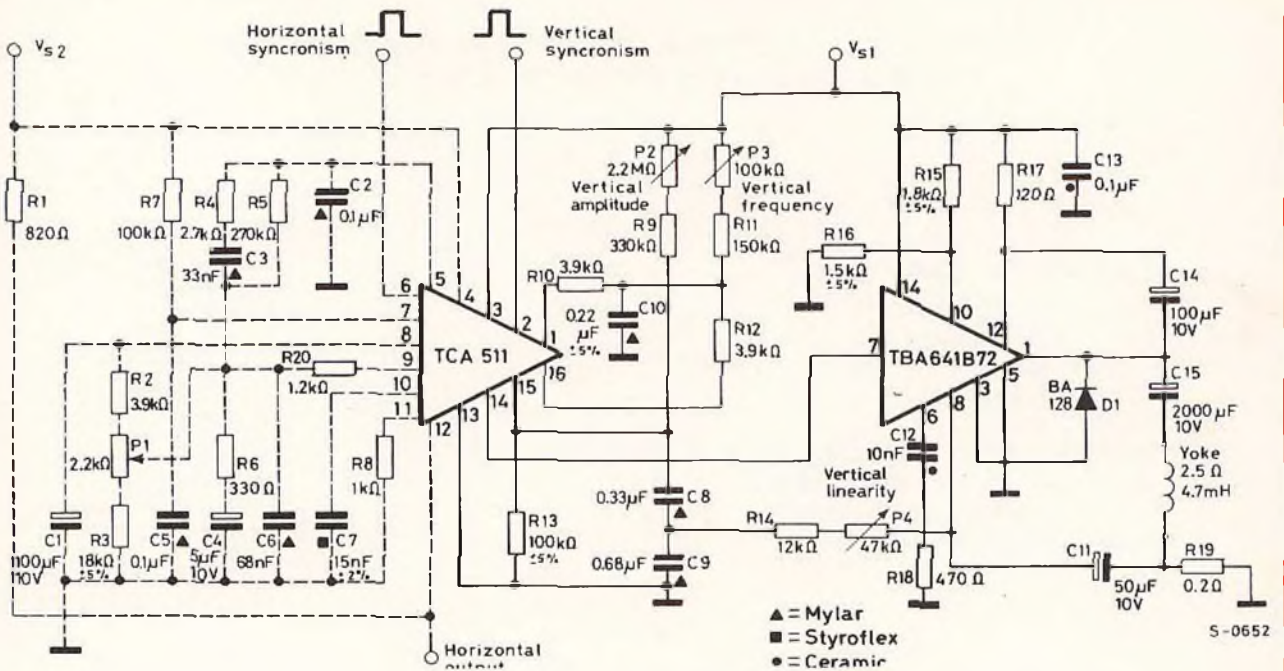 Horizontal
syncronism
Vertical
syncronism
VS2
VS1
R1
820Ω
R7
100kΩ
R4
2.7kΩ
R5
270kΩ
C2
0.1µF
C3
33nF
P2
2.2MΩ
Vertical
amplitude
P3
100kΩ
Vertical
frequency
R9
330kΩ
R11
150kΩ
R15
1.8kΩ
±5%
R17
120Ω
C13
0.1µF
R16
1.5kΩ
±5%
R10
3.9kΩ
C10
0.22
µF
±5%
R12
3.9kΩ
C14
100µF
10V
6
7
8
9
10
11
12
13
14
15
16
1
2
3
4
5
TCA 511
7
14
10
12
1
5
3
8
6
TBA641B72
BA
128
D1
C15
2000µF
10V
Yoke
2.5 Ω
4.7mH
R2
3.9kΩ
P1
2.2kΩ
R20
1.2kΩ
R6
330Ω
R8
1kΩ
C1
100µF
10V
R3
18kΩ
±5%
C5
0.1µF
C4
5µF
10V
C6
68nF
C7
15nF
±2%
R13
100kΩ
±5%
0.33µF
C8
0.68µF
C9
R14
12kΩ
Vertical
linearity
P4
47kΩ
C12
10nF
R18
470 Ω
C11
50µF
10V
R19
0.2Ω
▲ = Mylar
■ = Styroflex
● = Ceramic
Horizontal
output
S-0652